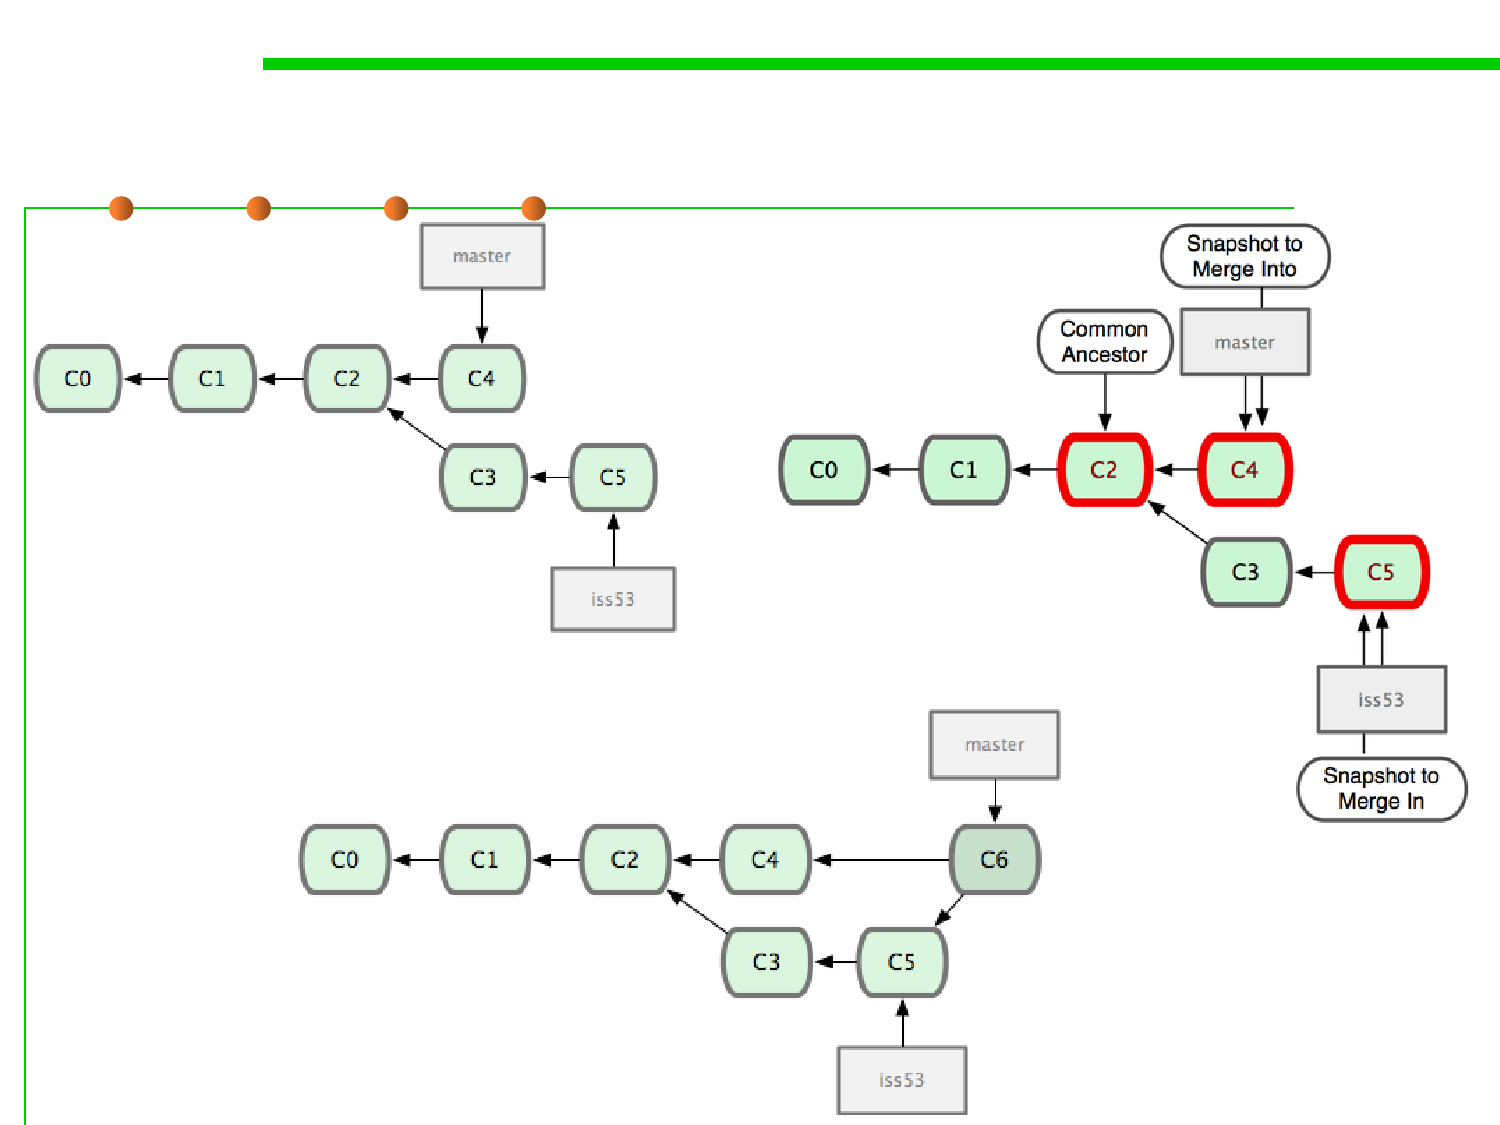 master
C0
C1
C2
C4
C3
C5
iss53
Snapshot to
Merge Into
Common
Ancestor
master
C0
C1
C2
C4
C3
C5
iss53
Snapshot to
Merge In
master
C0
C1
C2
C4
C6
C3
C5
iss53